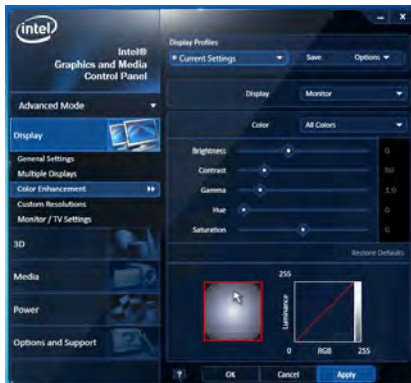 intel
Intel®
Graphics and Media
Control Panel
Advanced Mode
Display
General Settings
Multiple Displays
Color Enhancement
Custom Resolutions
Monitor / TV Settings
3D
Media
Power
Options and Support
Display Profiles
* Current Settings
Save
Options
Display
Monitor
Color
All Colors
Brightness
0
Contrast
50
Gamma
1.0
Hue
0
Saturation
0
Restore Defaults
255
Luminance
0
RGB
255
?
OK
Cancel
Apply